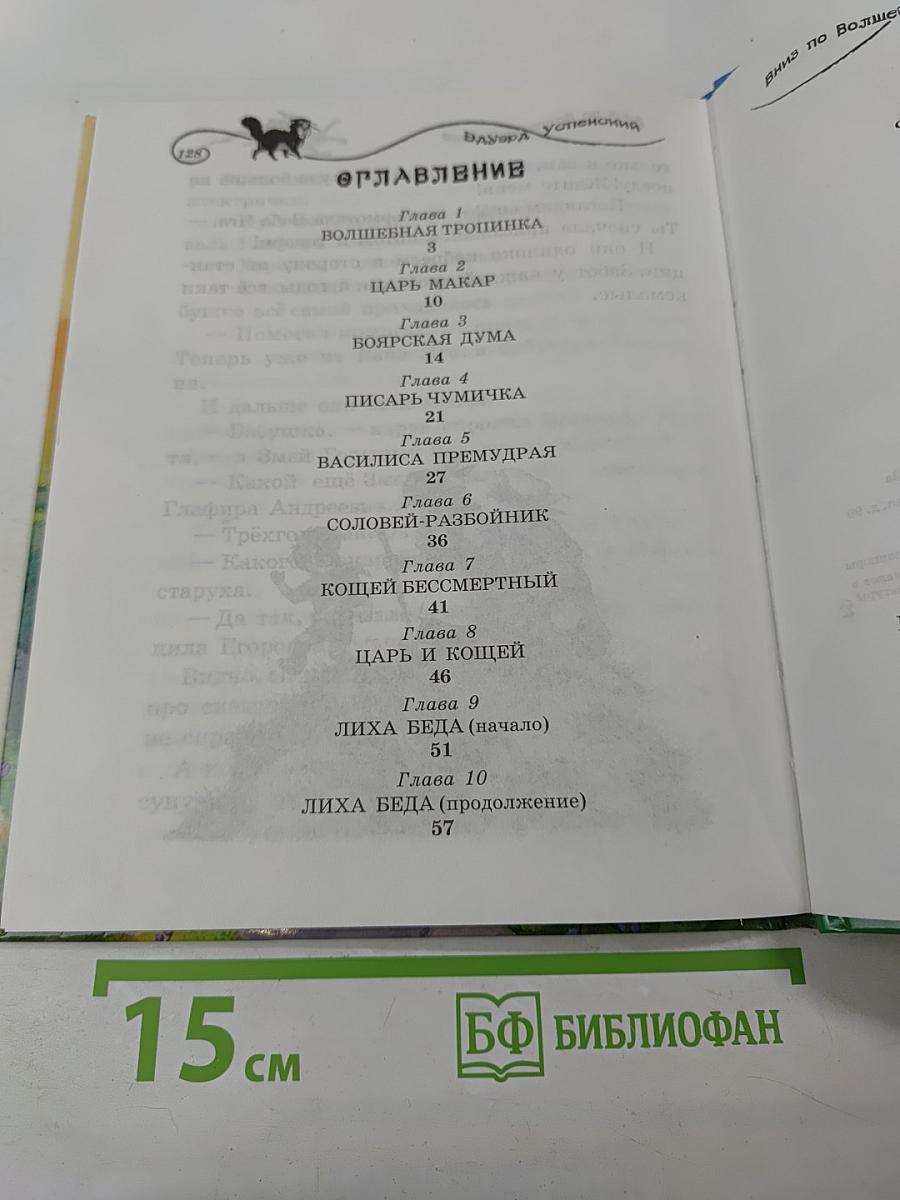 128
Эдуард Успенский
ОГЛАВЛЕНИЕ
Глава 1
ВОЛШЕБНАЯ ТРОПИНКА
3
Глава 2
ЦАРЬ МАКАР
10
Глава 3
БОЯРСКАЯ ДУМА
14
Глава 4
ПИСАРЬ ЧУМИЧКА
21
Глава 5
ВАСИЛИСА ПРЕМУДРАЯ
27
Глава 6
СОЛОВЕЙ-РАЗБОЙНИК
36
Глава 7
КОЩЕЙ БЕССМЕРТНЫЙ
41
Глава 8
ЦАРЬ И КОЩЕЙ
46
Глава 9
ЛИХА БЕДА (начало)
51
Глава 10
ЛИХА БЕДА (продолжение)
57
Вниз по Волше
15 см
БФ БИБЛИОФАН